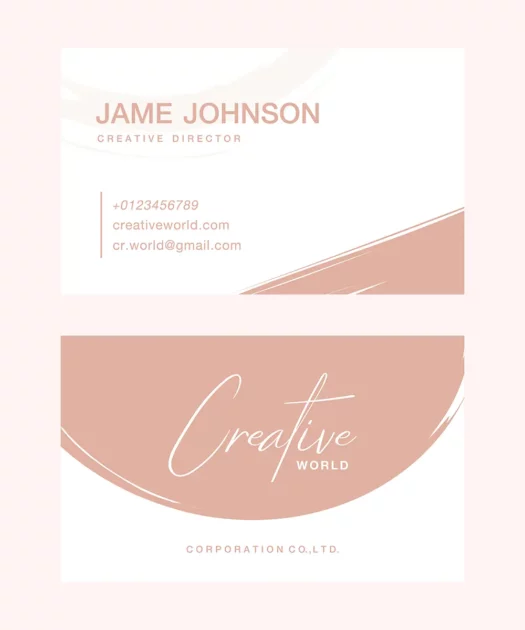 JAME JOHNSON
CREATIVE DIRECTOR
+0123456789
creativeworld.com
cr.world@gmail.com
Creative
WORLD
CORPORATION CO.,LTD.